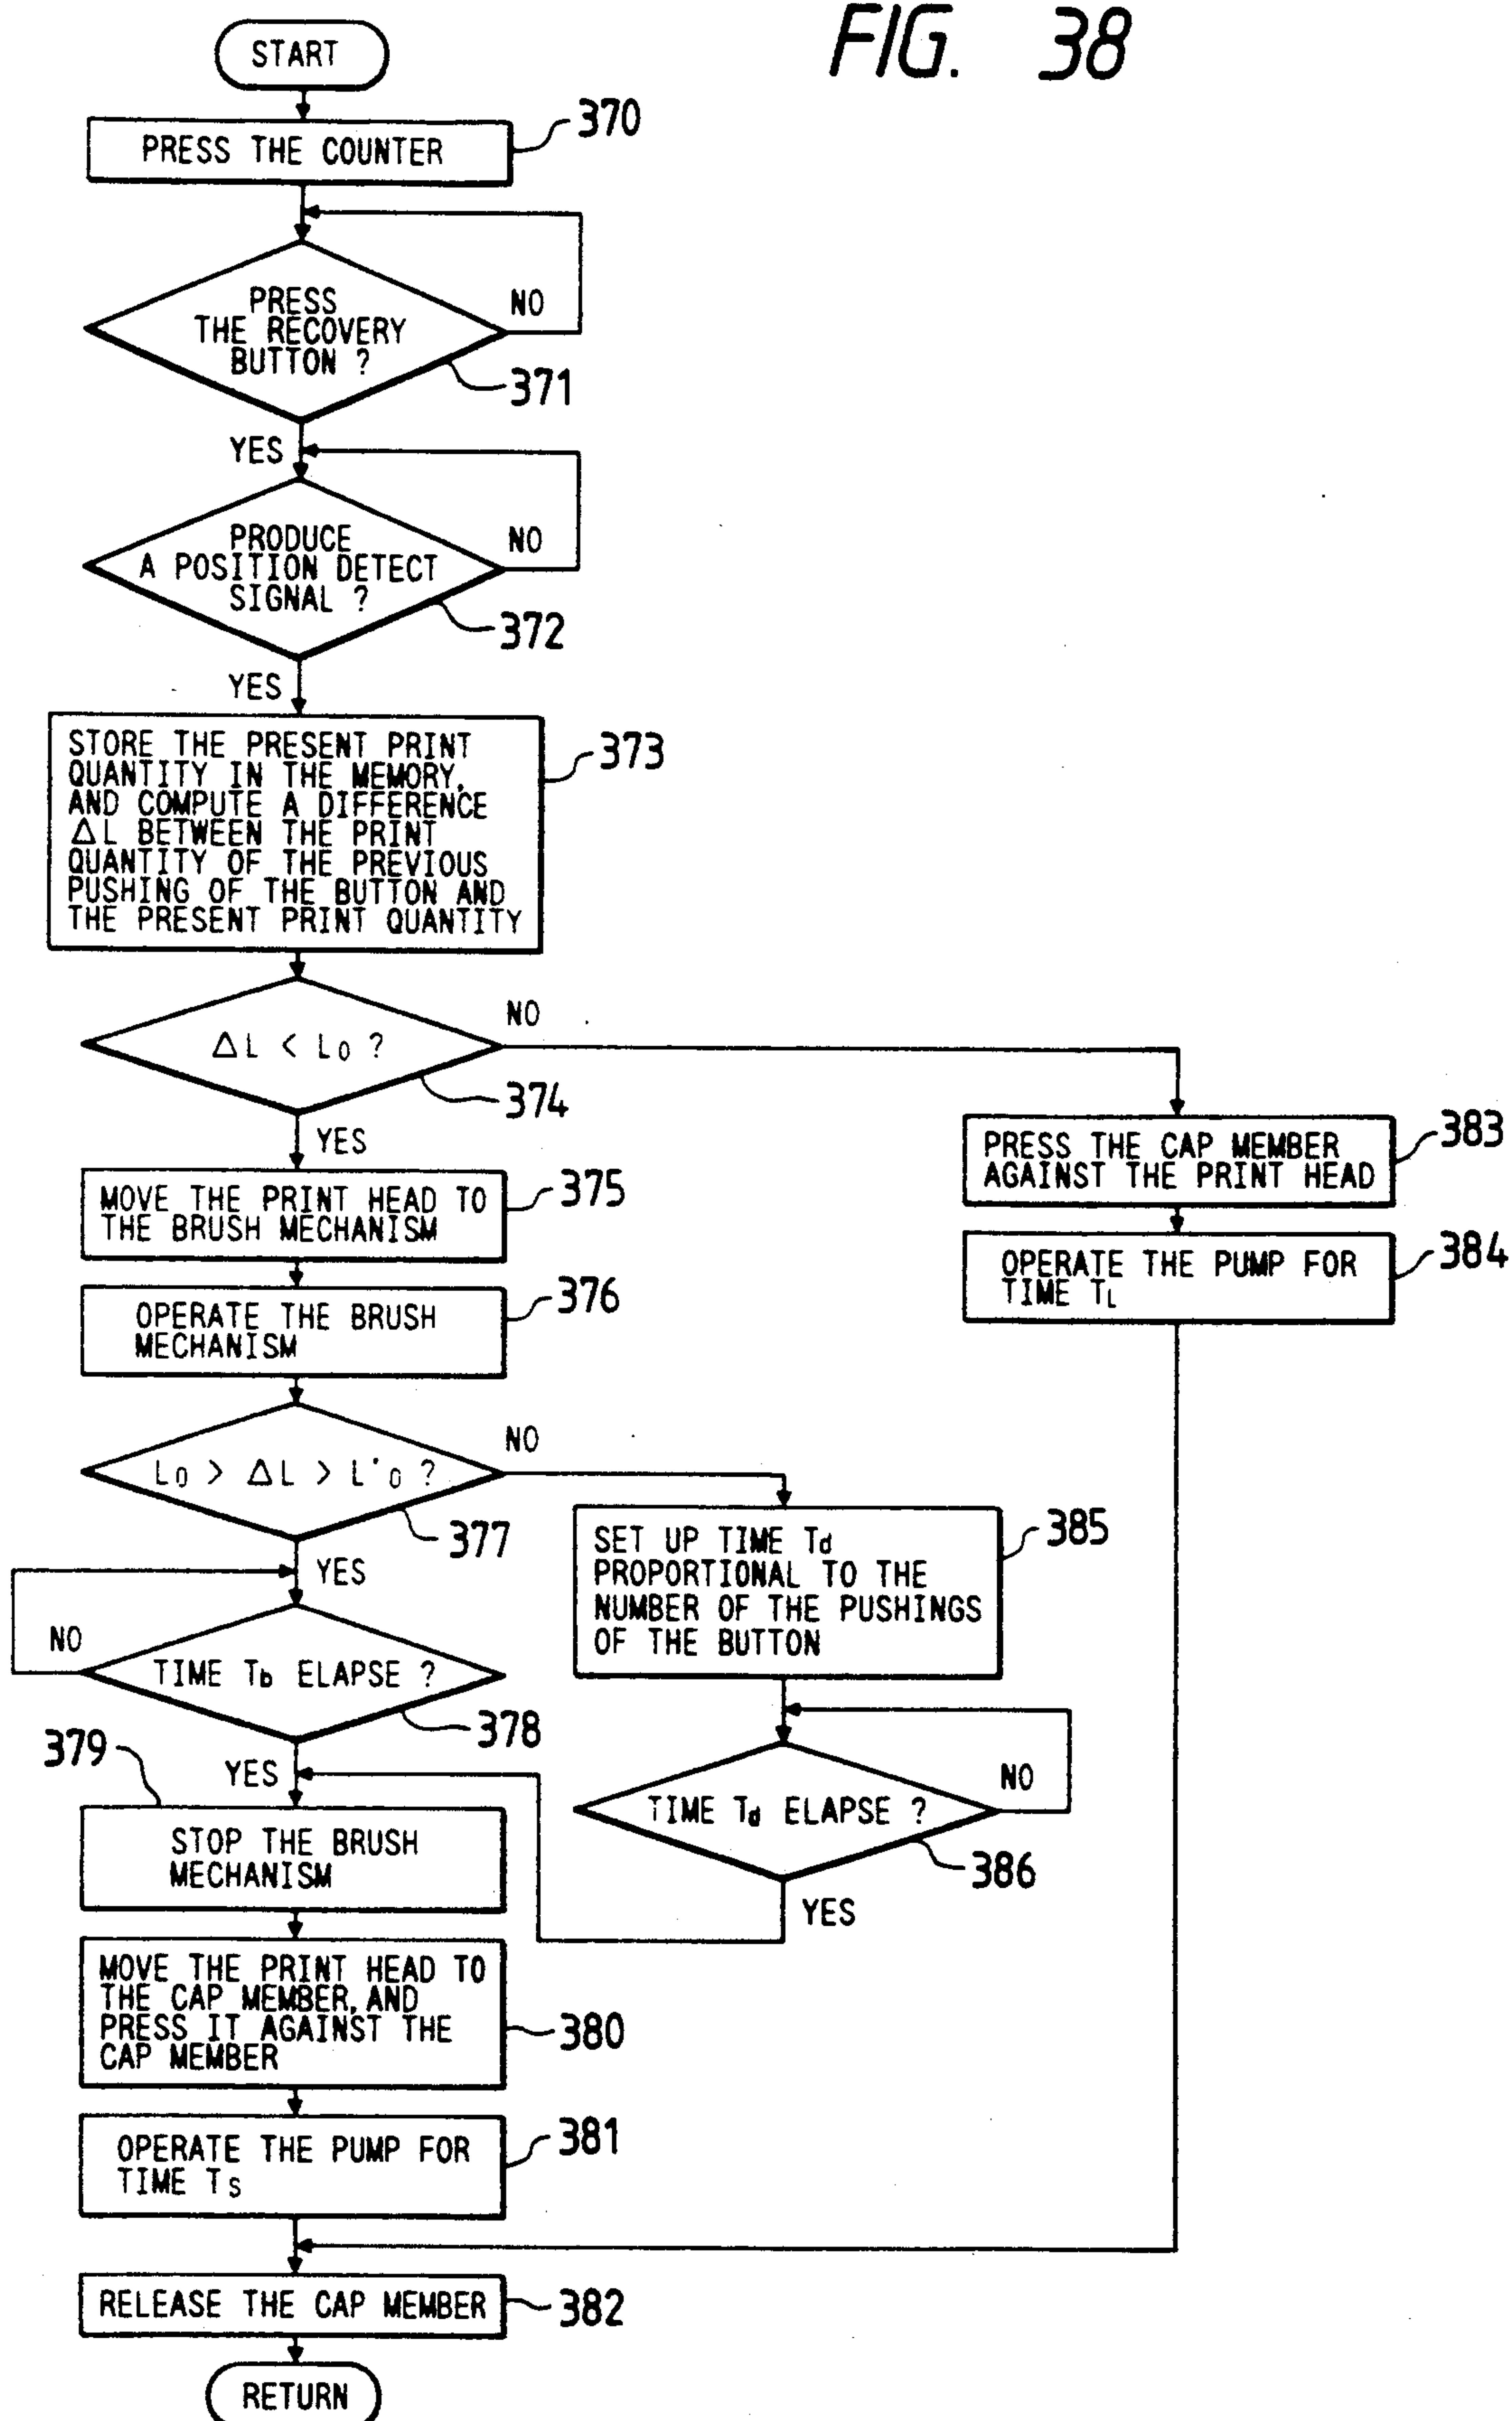 FIG. 38
START
PRESS THE COUNTER
370
PRESS
THE RECOVERY
BUTTON ?
NO
371
YES
PRODUCE
A POSITION DETECT
SIGNAL ?
NO
372
YES
STORE THE PRESENT PRINT
QUANTITY IN THE MEMORY,
AND COMPUTE A DIFFERENCE
ΔL BETWEEN THE PRINT
QUANTITY OF THE PREVIOUS
PUSHING OF THE BUTTON AND
THE PRESENT PRINT QUANTITY
373
ΔL < L0 ?
NO
374
YES
MOVE THE PRINT HEAD TO
THE BRUSH MECHANISM
375
OPERATE THE BRUSH
MECHANISM
376
L0 > ΔL > L'0 ?
NO
377
YES
TIME Tb ELAPSE ?
NO
378
YES
379
STOP THE BRUSH
MECHANISM
MOVE THE PRINT HEAD TO
THE CAP MEMBER, AND
PRESS IT AGAINST THE
CAP MEMBER
380
OPERATE THE PUMP FOR
TIME TS
381
RELEASE THE CAP MEMBER
382
RETURN
PRESS THE CAP MEMBER
AGAINST THE PRINT HEAD
383
OPERATE THE PUMP FOR
TIME TL
384
SET UP TIME Td
PROPORTIONAL TO THE
NUMBER OF THE PUSHINGS
OF THE BUTTON
385
TIME Td ELAPSE ?
NO
386
YES